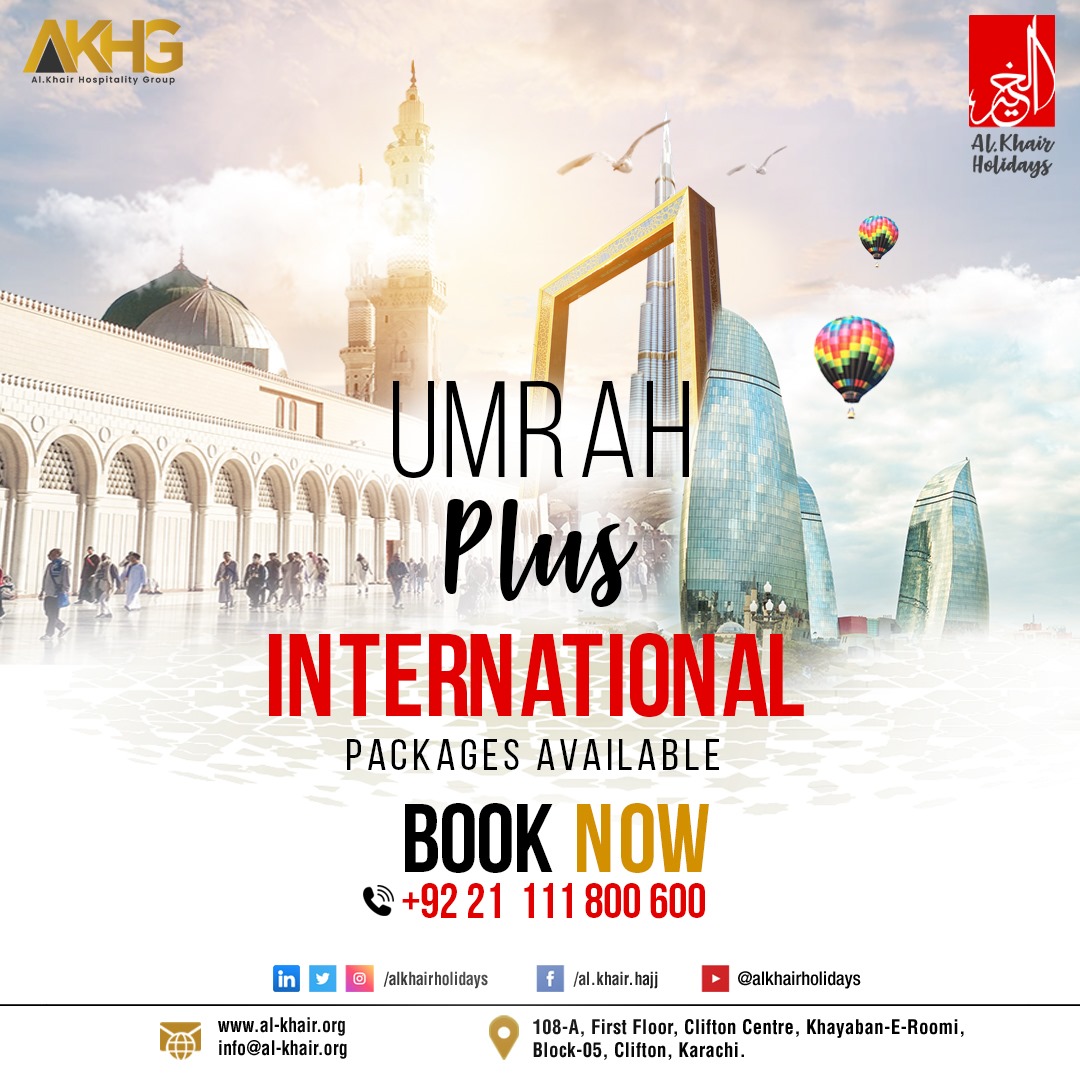 AKHG
Al.Khair Hospitality Group
الخير
Al.Khair
Holidays
UMRAH
Plus
INTERNATIONAL
PACKAGES AVAILABLE
BOOK NOW
+92 21 111 800 600
in /alkhairholidays f /al.khair.hajj @alkhairholidays
www.al-khair.org
info@al-khair.org
108-A, First Floor, Clifton Centre, Khayaban-E-Roomi,
Block-05, Clifton, Karachi.